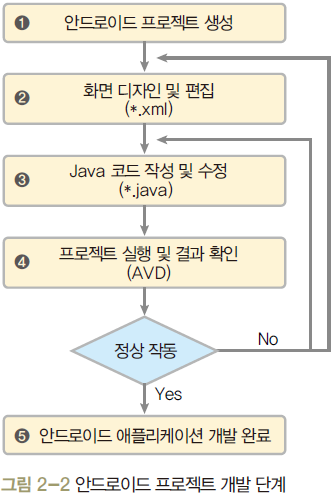 ❶ 안드로이드 프로젝트 생성
❷ 화면 디자인 및 편집
(*.xml)
❸ Java 코드 작성 및 수정
(*.java)
❹ 프로젝트 실행 및 결과 확인
(AVD)
정상 작동
No
Yes
❺ 안드로이드 애플리케이션 개발 완료
그림 2-2 안드로이드 프로젝트 개발 단계